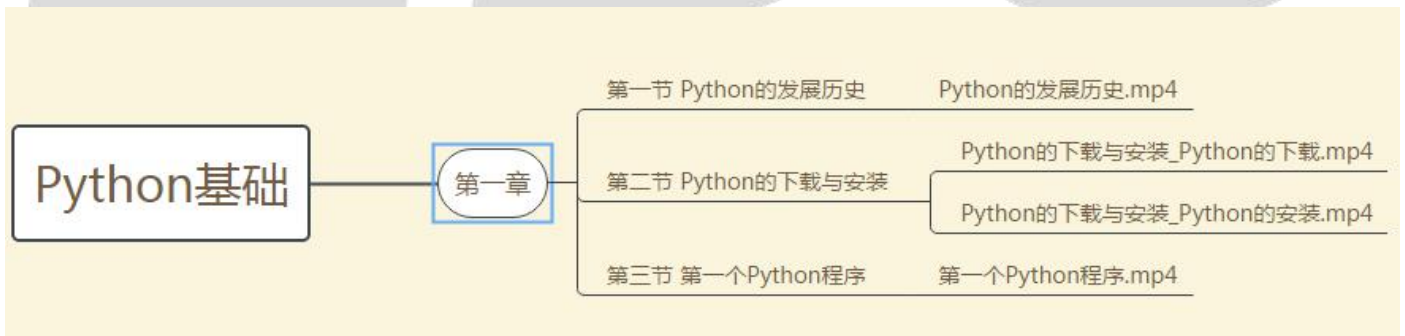 Python基础
第一章
第一节 Python的发展历史
Python的发展历史.mp4
第二节 Python的下载与安装
Python的下载与安装_Python的下载.mp4
Python的下载与安装_Python的安装.mp4
第三节 第一个Python程序
第一个Python程序.mp4